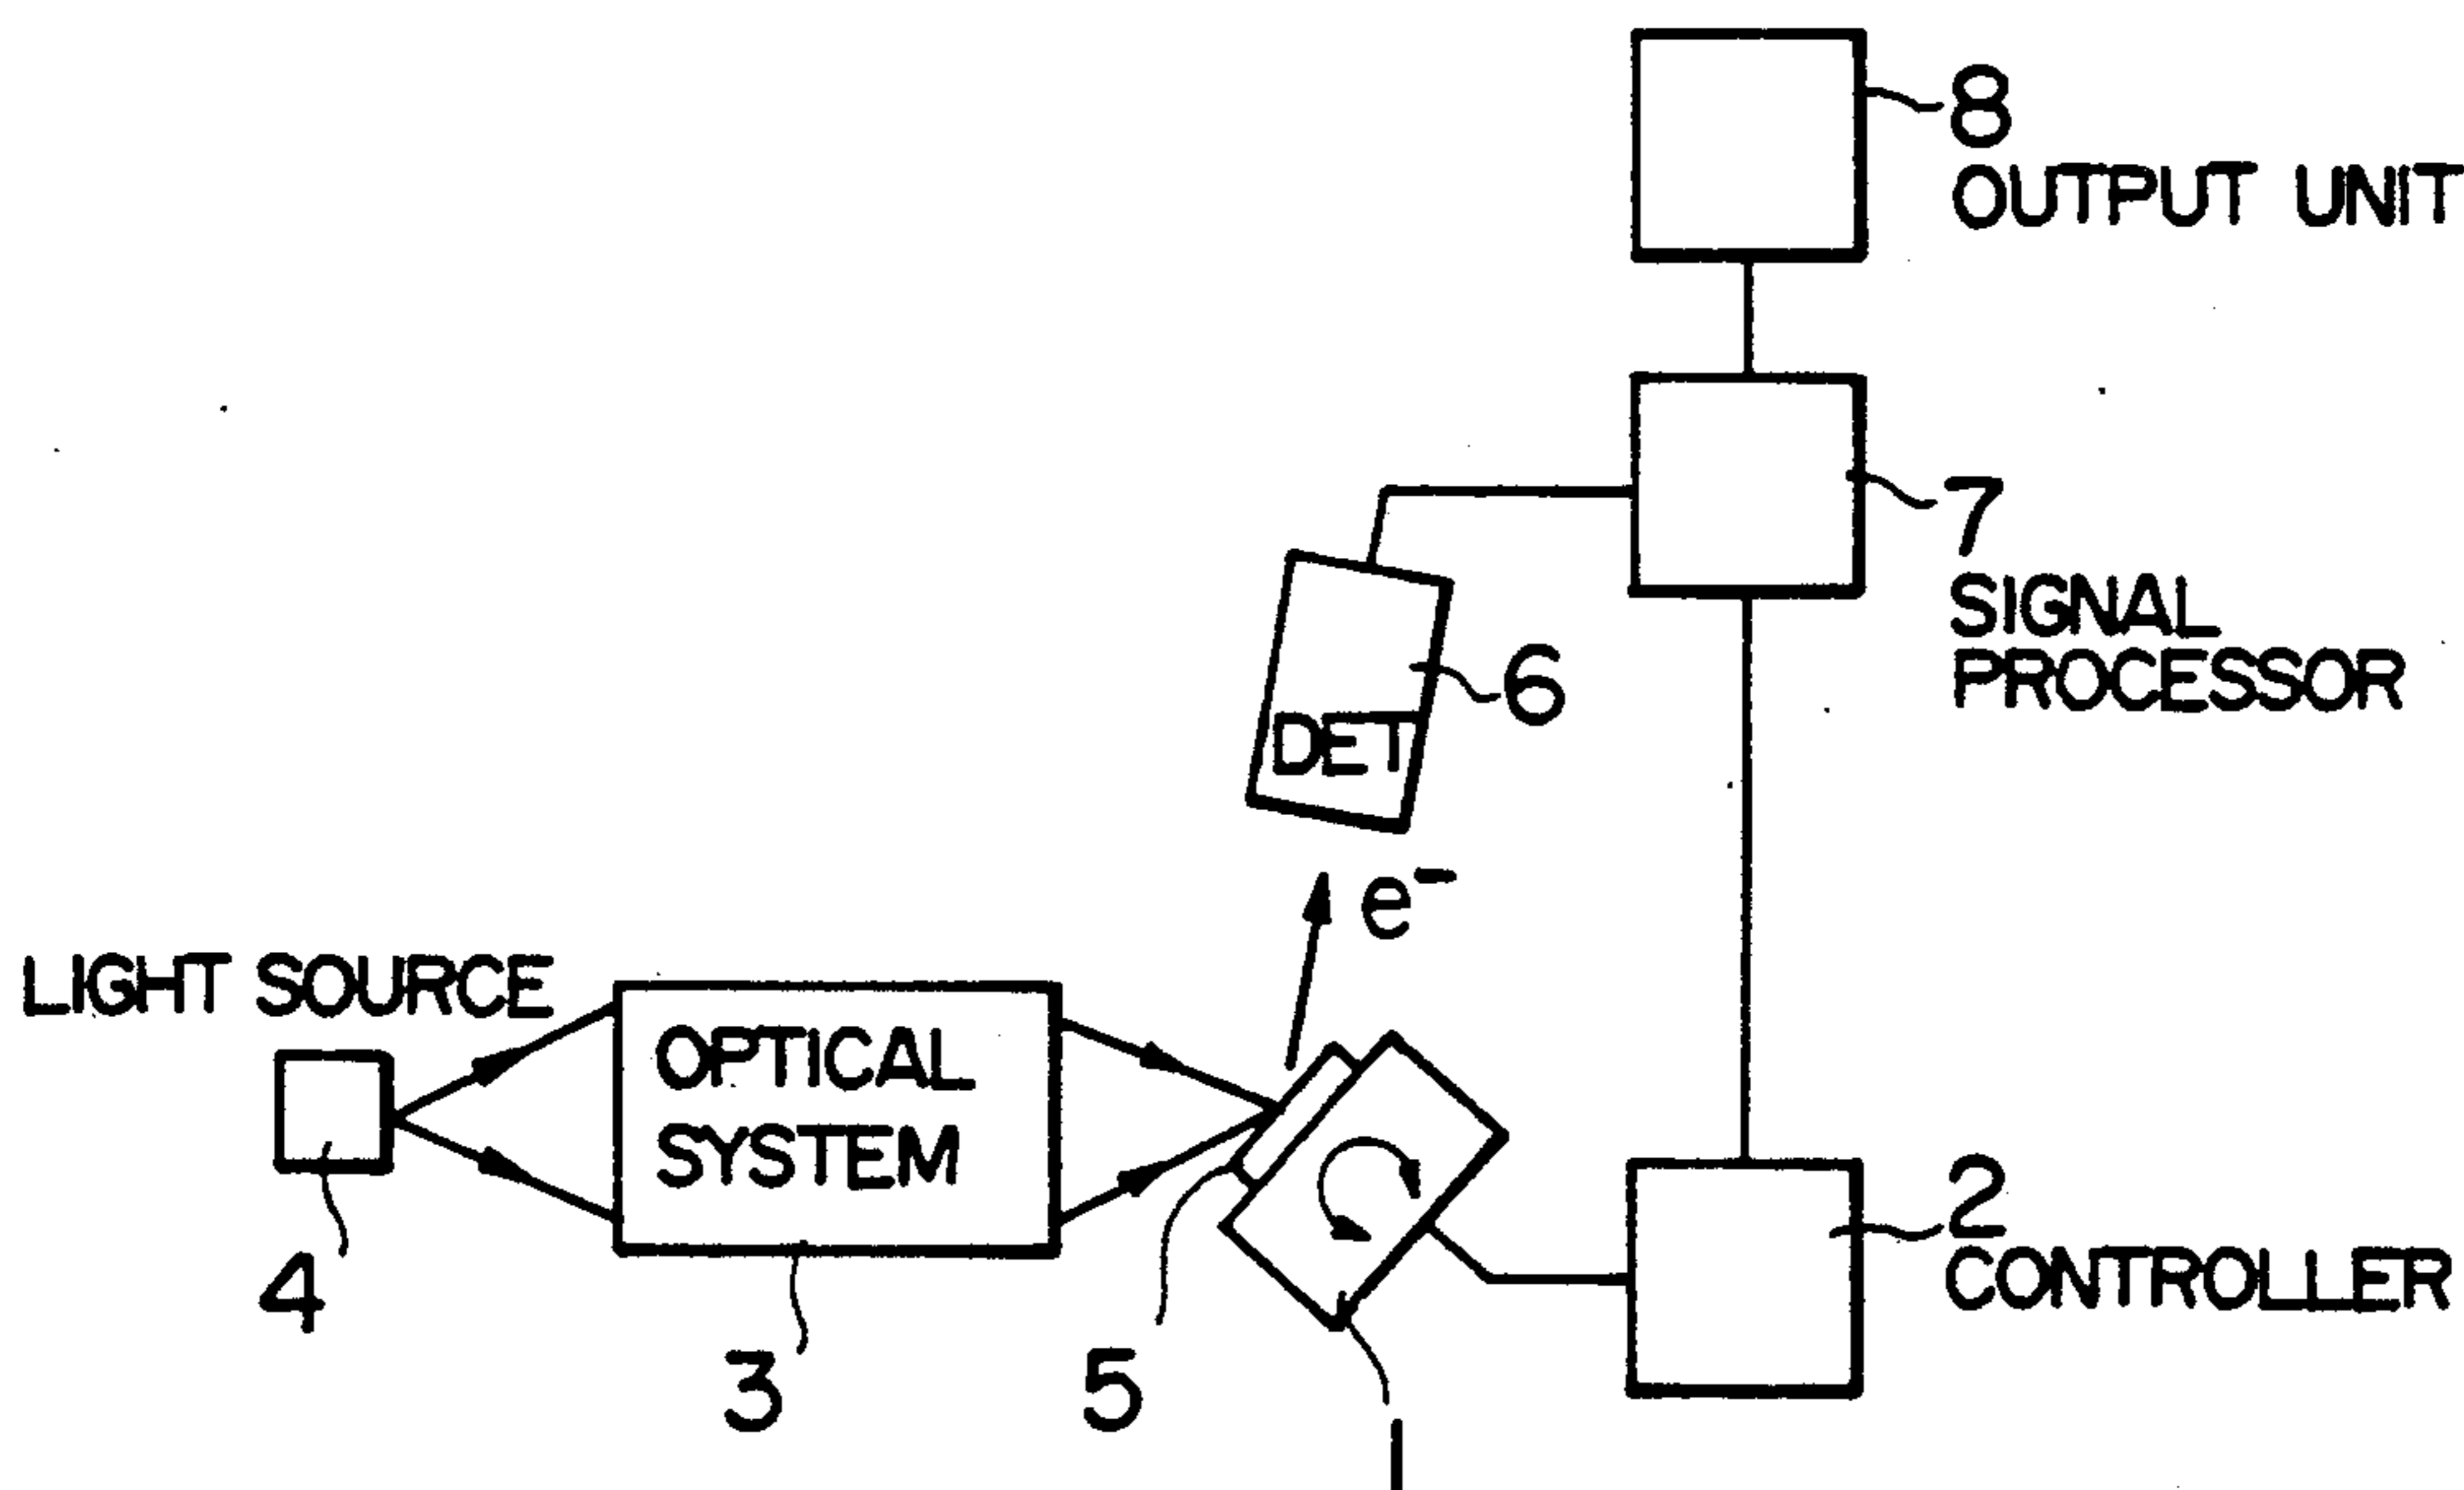 8
OUTPUT UNIT
7
SIGNAL
PROCESSOR
6
DET
e⁻
LIGHT SOURCE
OPTICAL
SYSTEM
2
CONTROLLER
4
3
5
1